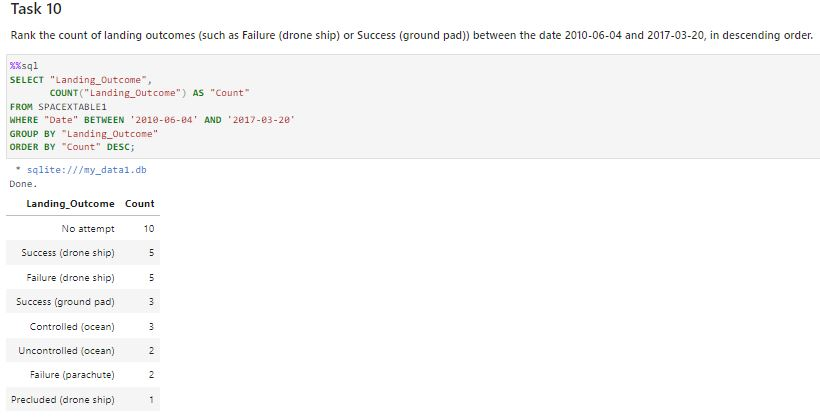 Task 10
Rank the count of landing outcomes (such as Failure (drone ship) or Success (ground pad)) between the date 2010-06-04 and 2017-03-20, in descending order.
%%sql
SELECT "Landing_Outcome",
COUNT("Landing_Outcome") AS "Count"
FROM SPACEXTABLE1
WHERE "Date" BETWEEN '2010-06-04' AND '2017-03-20'
GROUP BY "Landing_Outcome"
ORDER BY "Count" DESC;
* sqlite:///my_data1.db
Done.
Landing_Outcome Count
No attempt 10
Success (drone ship) 5
Failure (drone ship) 5
Success (ground pad) 3
Controlled (ocean) 3
Uncontrolled (ocean) 2
Failure (parachute) 2
Precluded (drone ship) 1